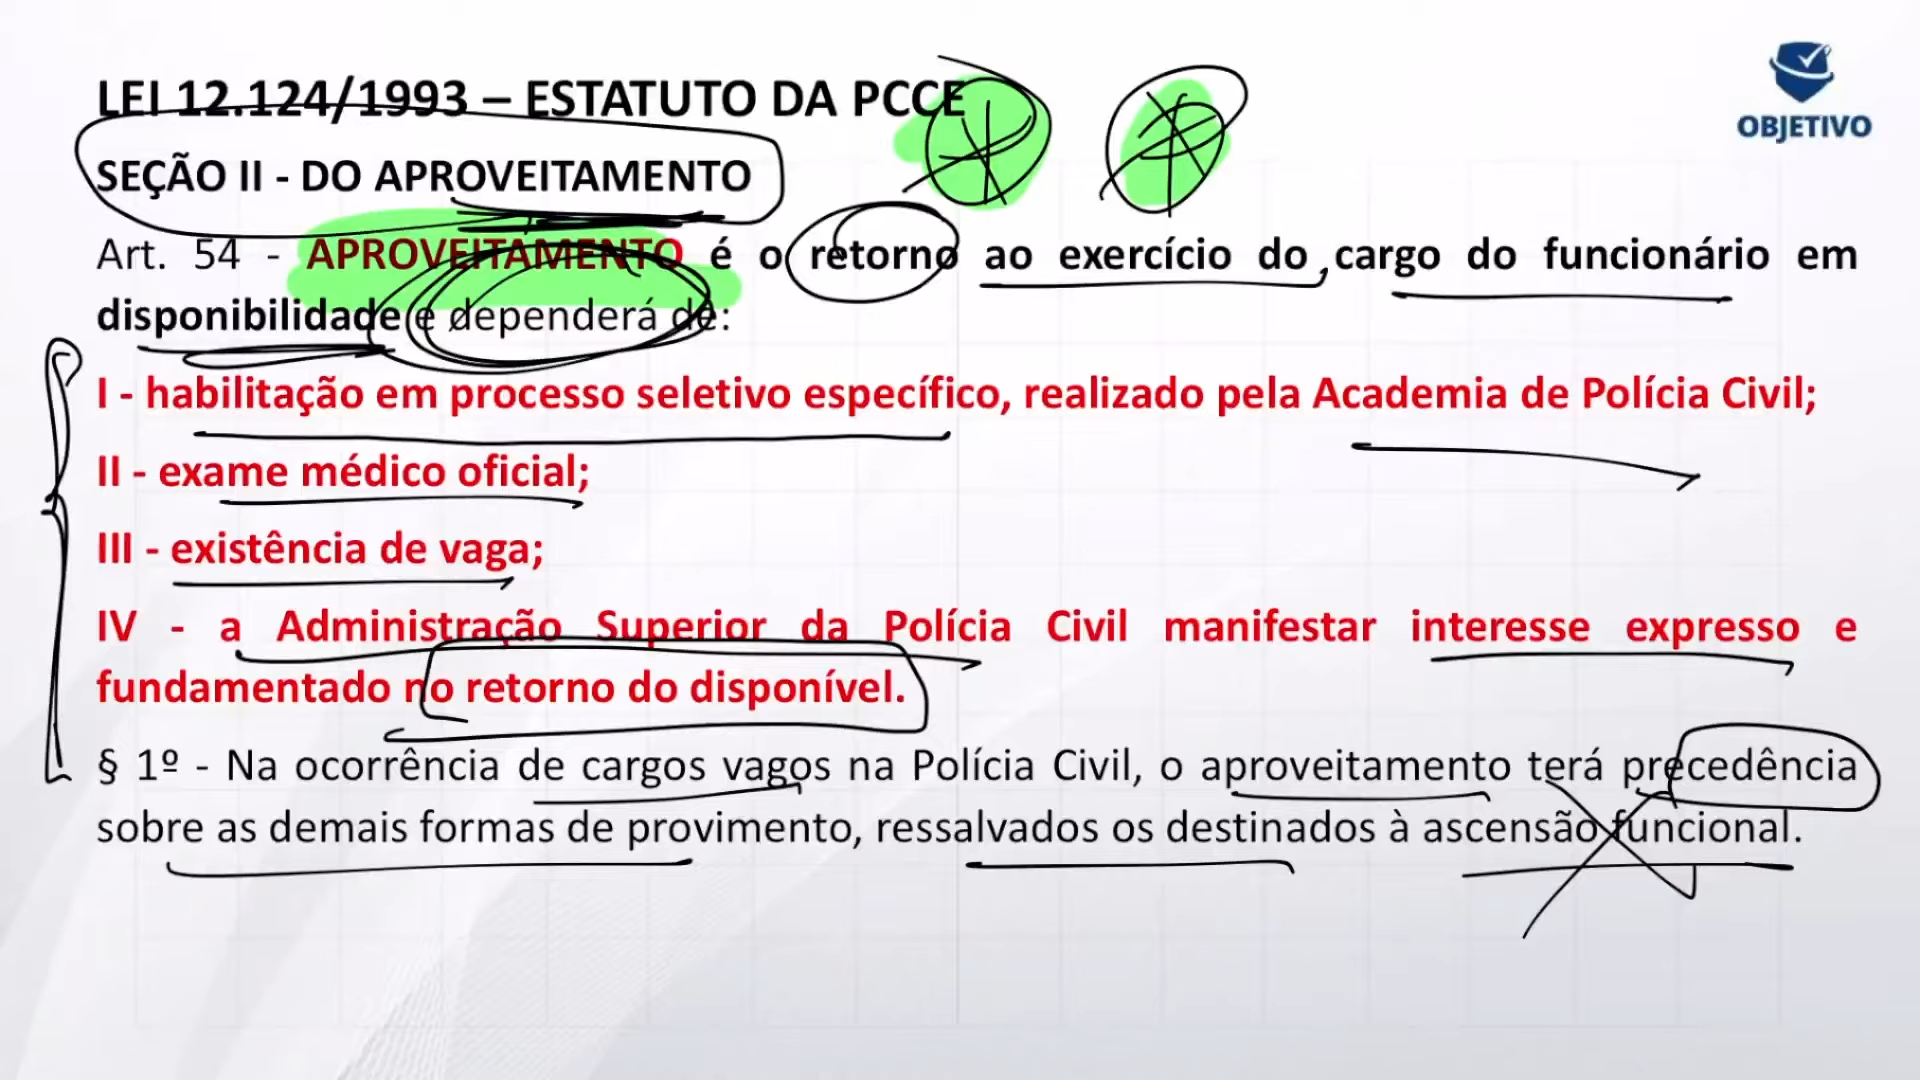 LEI 12.124/1993 – ESTATUTO DA PCCE
OBJETIVO
SEÇÃO II - DO APROVEITAMENTO
Art. 54 - APROVEITAMENTO é o retorno ao exercício do cargo do funcionário em
disponibilidade e dependerá de:
I - habilitação em processo seletivo específico, realizado pela Academia de Polícia Civil;
II - exame médico oficial;
III - existência de vaga;
IV - a Administração Superior da Polícia Civil manifestar interesse expresso e
fundamentado no retorno do disponível.
§ 1º - Na ocorrência de cargos vagos na Polícia Civil, o aproveitamento terá precedência
sobre as demais formas de provimento, ressalvados os destinados à ascensão funcional.